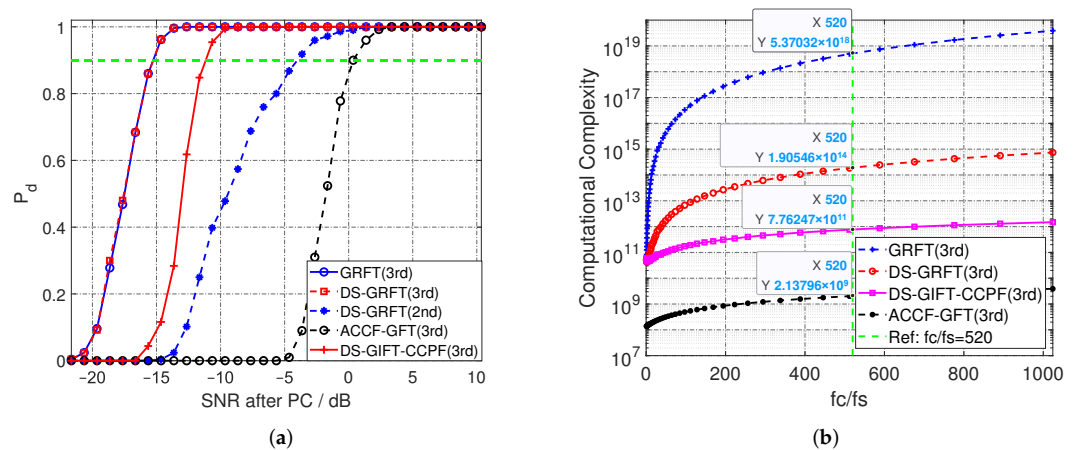 1
0.8
0.6
0.4
0.2
0
P_d
-20
-15
-10
-5
0
5
10
SNR after PC / dB
GRFT(3rd)
DS-GRFT(3rd)
DS-GRFT(2nd)
ACCF-GFT(3rd)
DS-GIFT-CCPF(3rd)
(a)
10^19
10^17
10^15
10^13
10^11
10^9
10^7
Computational Complexity
X 520
Y 5.37032×10^18
X 520
Y 1.90546×10^14
X 520
Y 7.76247×10^11
X 520
Y 2.13796×10^9
GRFT(3rd)
DS-GRFT(3rd)
DS-GIFT-CCPF(3rd)
ACCF-GFT(3rd)
Ref: fc/fs=520
0
200
400
600
800
1000
fc/fs
(b)